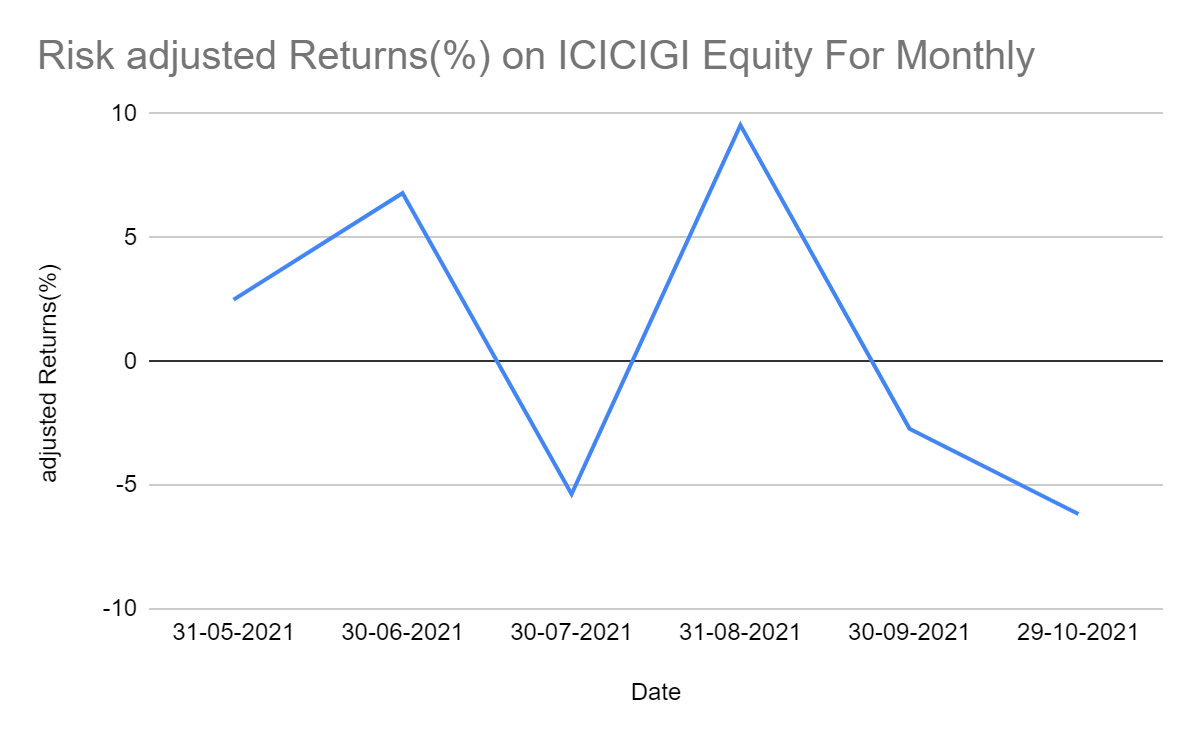 Risk adjusted Returns(%) on ICICIGI Equity For Monthly
adjusted Returns(%)
10
5
0
-5
-10
31-05-2021 30-06-2021 30-07-2021 31-08-2021 30-09-2021 29-10-2021
Date